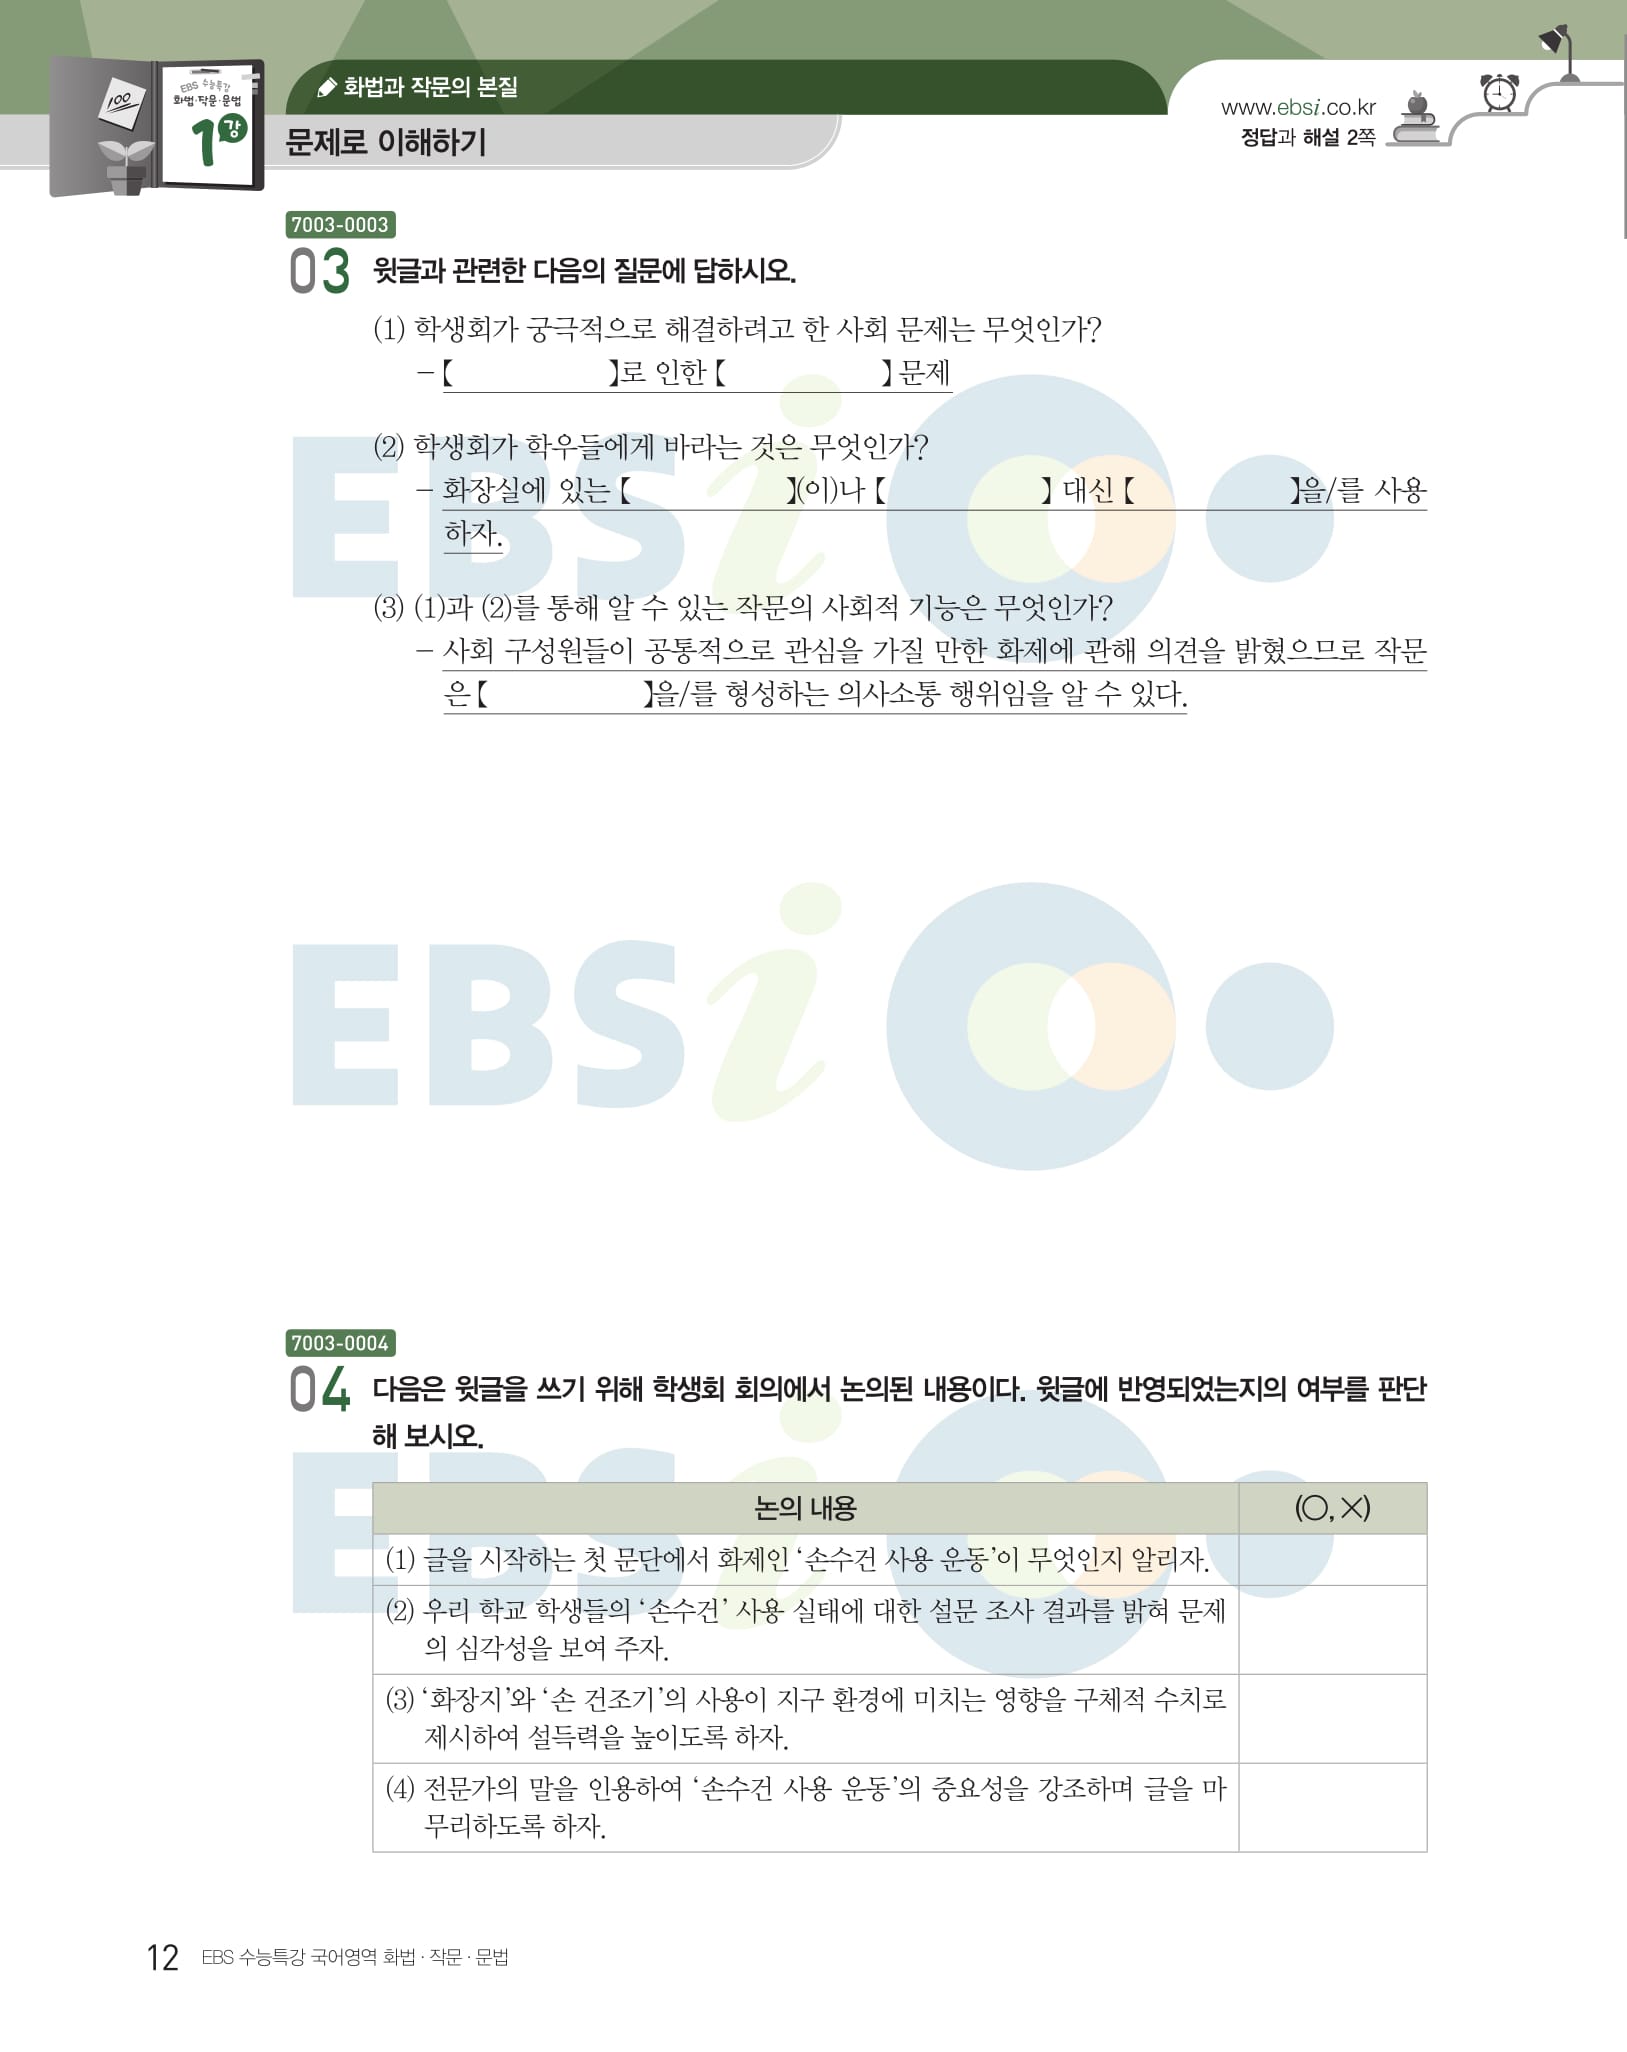 EBS 수능특강
화법·작문·문법
1강
100
화법과 작문의 본질
문제로 이해하기
www.ebsi.co.kr
정답과 해설 2쪽
7003-0003
03 윗글과 관련한 다음의 질문에 답하시오.
(1) 학생회가 궁극적으로 해결하려고 한 사회 문제는 무엇인가?
– 【 】로 인한 【 】 문제
(2) 학생회가 학우들에게 바라는 것은 무엇인가?
– 화장실에 있는 【 】(이)나 【 】 대신 【 】을/를 사용
하자.
(3) (1)과 (2)를 통해 알 수 있는 작문의 사회적 기능은 무엇인가?
– 사회 구성원들이 공통적으로 관심을 가질 만한 화제에 관해 의견을 밝혔으므로 작문
은 【 】을/를 형성하는 의사소통 행위임을 알 수 있다.
EBSi
EBSi
7003-0004
04 다음은 윗글을 쓰기 위해 학생회 회의에서 논의된 내용이다. 윗글에 반영되었는지의 여부를 판단
해 보시오.
EBSi
논의 내용 (○, ×)
(1) 글을 시작하는 첫 문단에서 화제인 ‘손수건 사용 운동’이 무엇인지 알리자.
(2) 우리 학교 학생들의 ‘손수건’ 사용 실태에 대한 설문 조사 결과를 밝혀 문제
의 심각성을 보여 주자.
(3) ‘화장지’와 ‘손 건조기’의 사용이 지구 환경에 미치는 영향을 구체적 수치로
제시하여 설득력을 높이도록 하자.
(4) 전문가의 말을 인용하여 ‘손수건 사용 운동’의 중요성을 강조하며 글을 마
무리하도록 하자.
12 EBS 수능특강 국어영역 화법·작문·문법